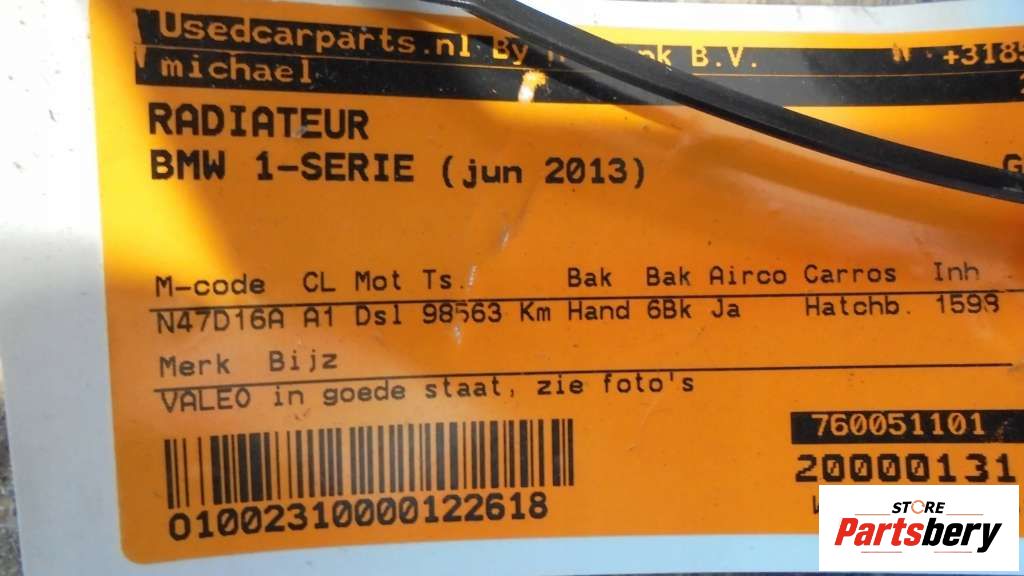 Usedcarparts.nl By B.V. +3185
michael
RADIATEUR
BMW 1-SERIE (jun 2013) G
M-code CL Mot Ts. Bak Bak Airco Carros Inh
N47D16A A1 Dsl 98563 Km Hand 6Bk Ja Hatchb. 1598
Merk Bijz
VALEO in goede staat, zie foto's
760051101
20000131
01002310000122618
STORE
Partsbery